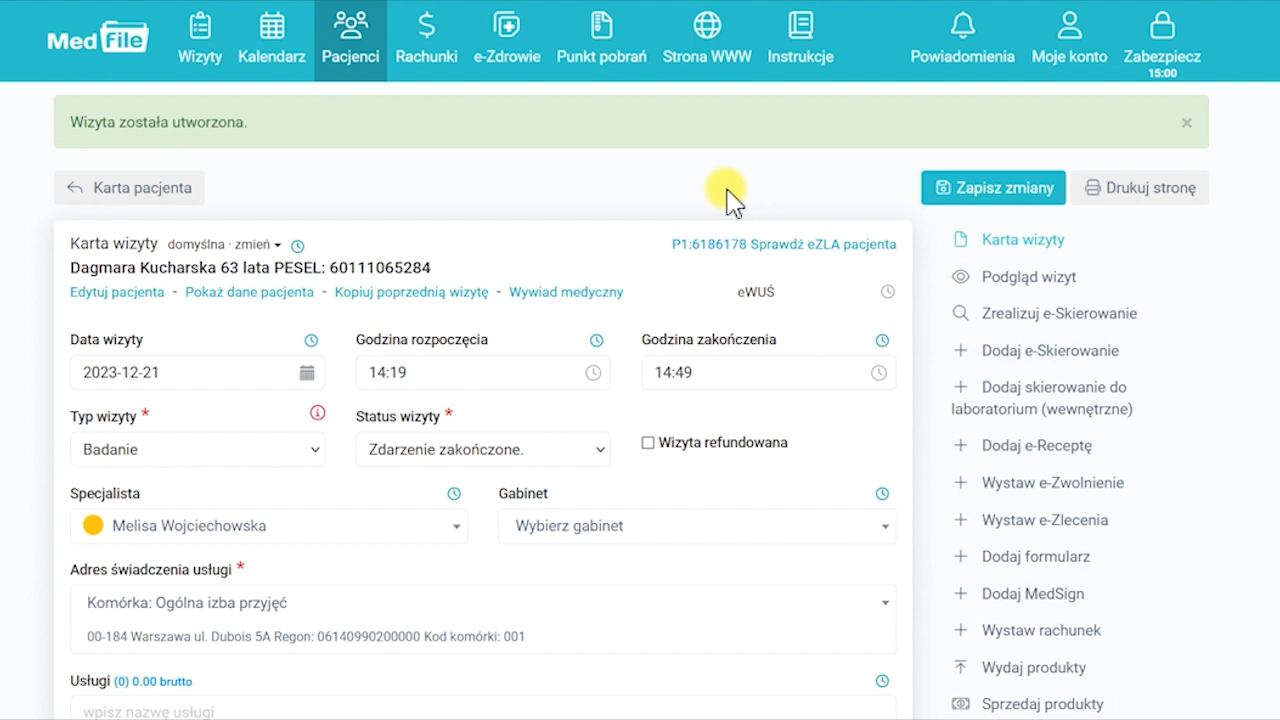 Med File
Wizyty
Kalendarz
Pacjenci
Rachunki
e-Zdrowie
Punkt pobrań
Strona WWW
Instrukcje
Powiadomienia
Moje konto
Zabezpiecz
15:00
Wizyta została utworzona.
×
Karta pacjenta
Zapisz zmiany
Drukuj stronę
Karta wizyty domyślna · zmień
P1:6186178 Sprawdź eZLA pacjenta
Dagmara Kucharska 63 lata PESEL: 60111065284
Edytuj pacjenta - Pokaż dane pacjenta - Kopiuj poprzednią wizytę - Wywiad medyczny
eWUŚ
Data wizyty
Godzina rozpoczęcia
Godzina zakończenia
2023-12-21
14:19
14:49
Typ wizyty *
Status wizyty *
Badanie
Zdarzenie zakończone.
Wizyta refundowana
Specjalista
Gabinet
Melisa Wojciechowska
Wybierz gabinet
Adres świadczenia usługi *
Komórka: Ogólna izba przyjęć
00-184 Warszawa ul. Dubois 5A Regon: 06140990200000 Kod komórki: 001
Usługi (0) 0.00 brutto
wpisz nazwę usługi
Karta wizyty
Podgląd wizyt
Zrealizuj e-Skierowanie
Dodaj e-Skierowanie
Dodaj skierowanie do
laboratorium (wewnętrzne)
Dodaj e-Receptę
Wystaw e-Zwolnienie
Wystaw e-Zlecenia
Dodaj formularz
Dodaj MedSign
Wystaw rachunek
Wydaj produkty
Sprzedaj produkty